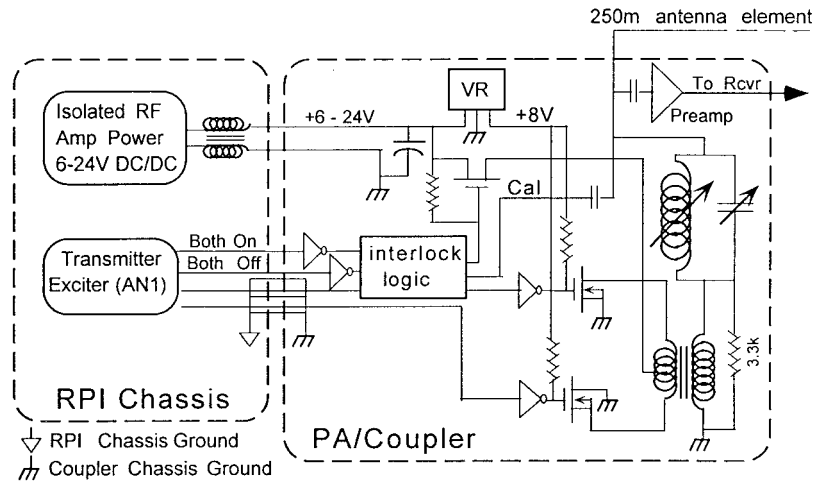 250m antenna element
Isolated RF
Amp Power
6-24V DC/DC
+6 - 24V
VR
+8V
To Rcvr
Preamp
Cal
Transmitter
Exciter (AN1)
Both On
Both Off
interlock
logic
3.3k
RPI Chassis
PA/Coupler
RPI Chassis Ground
Coupler Chassis Ground